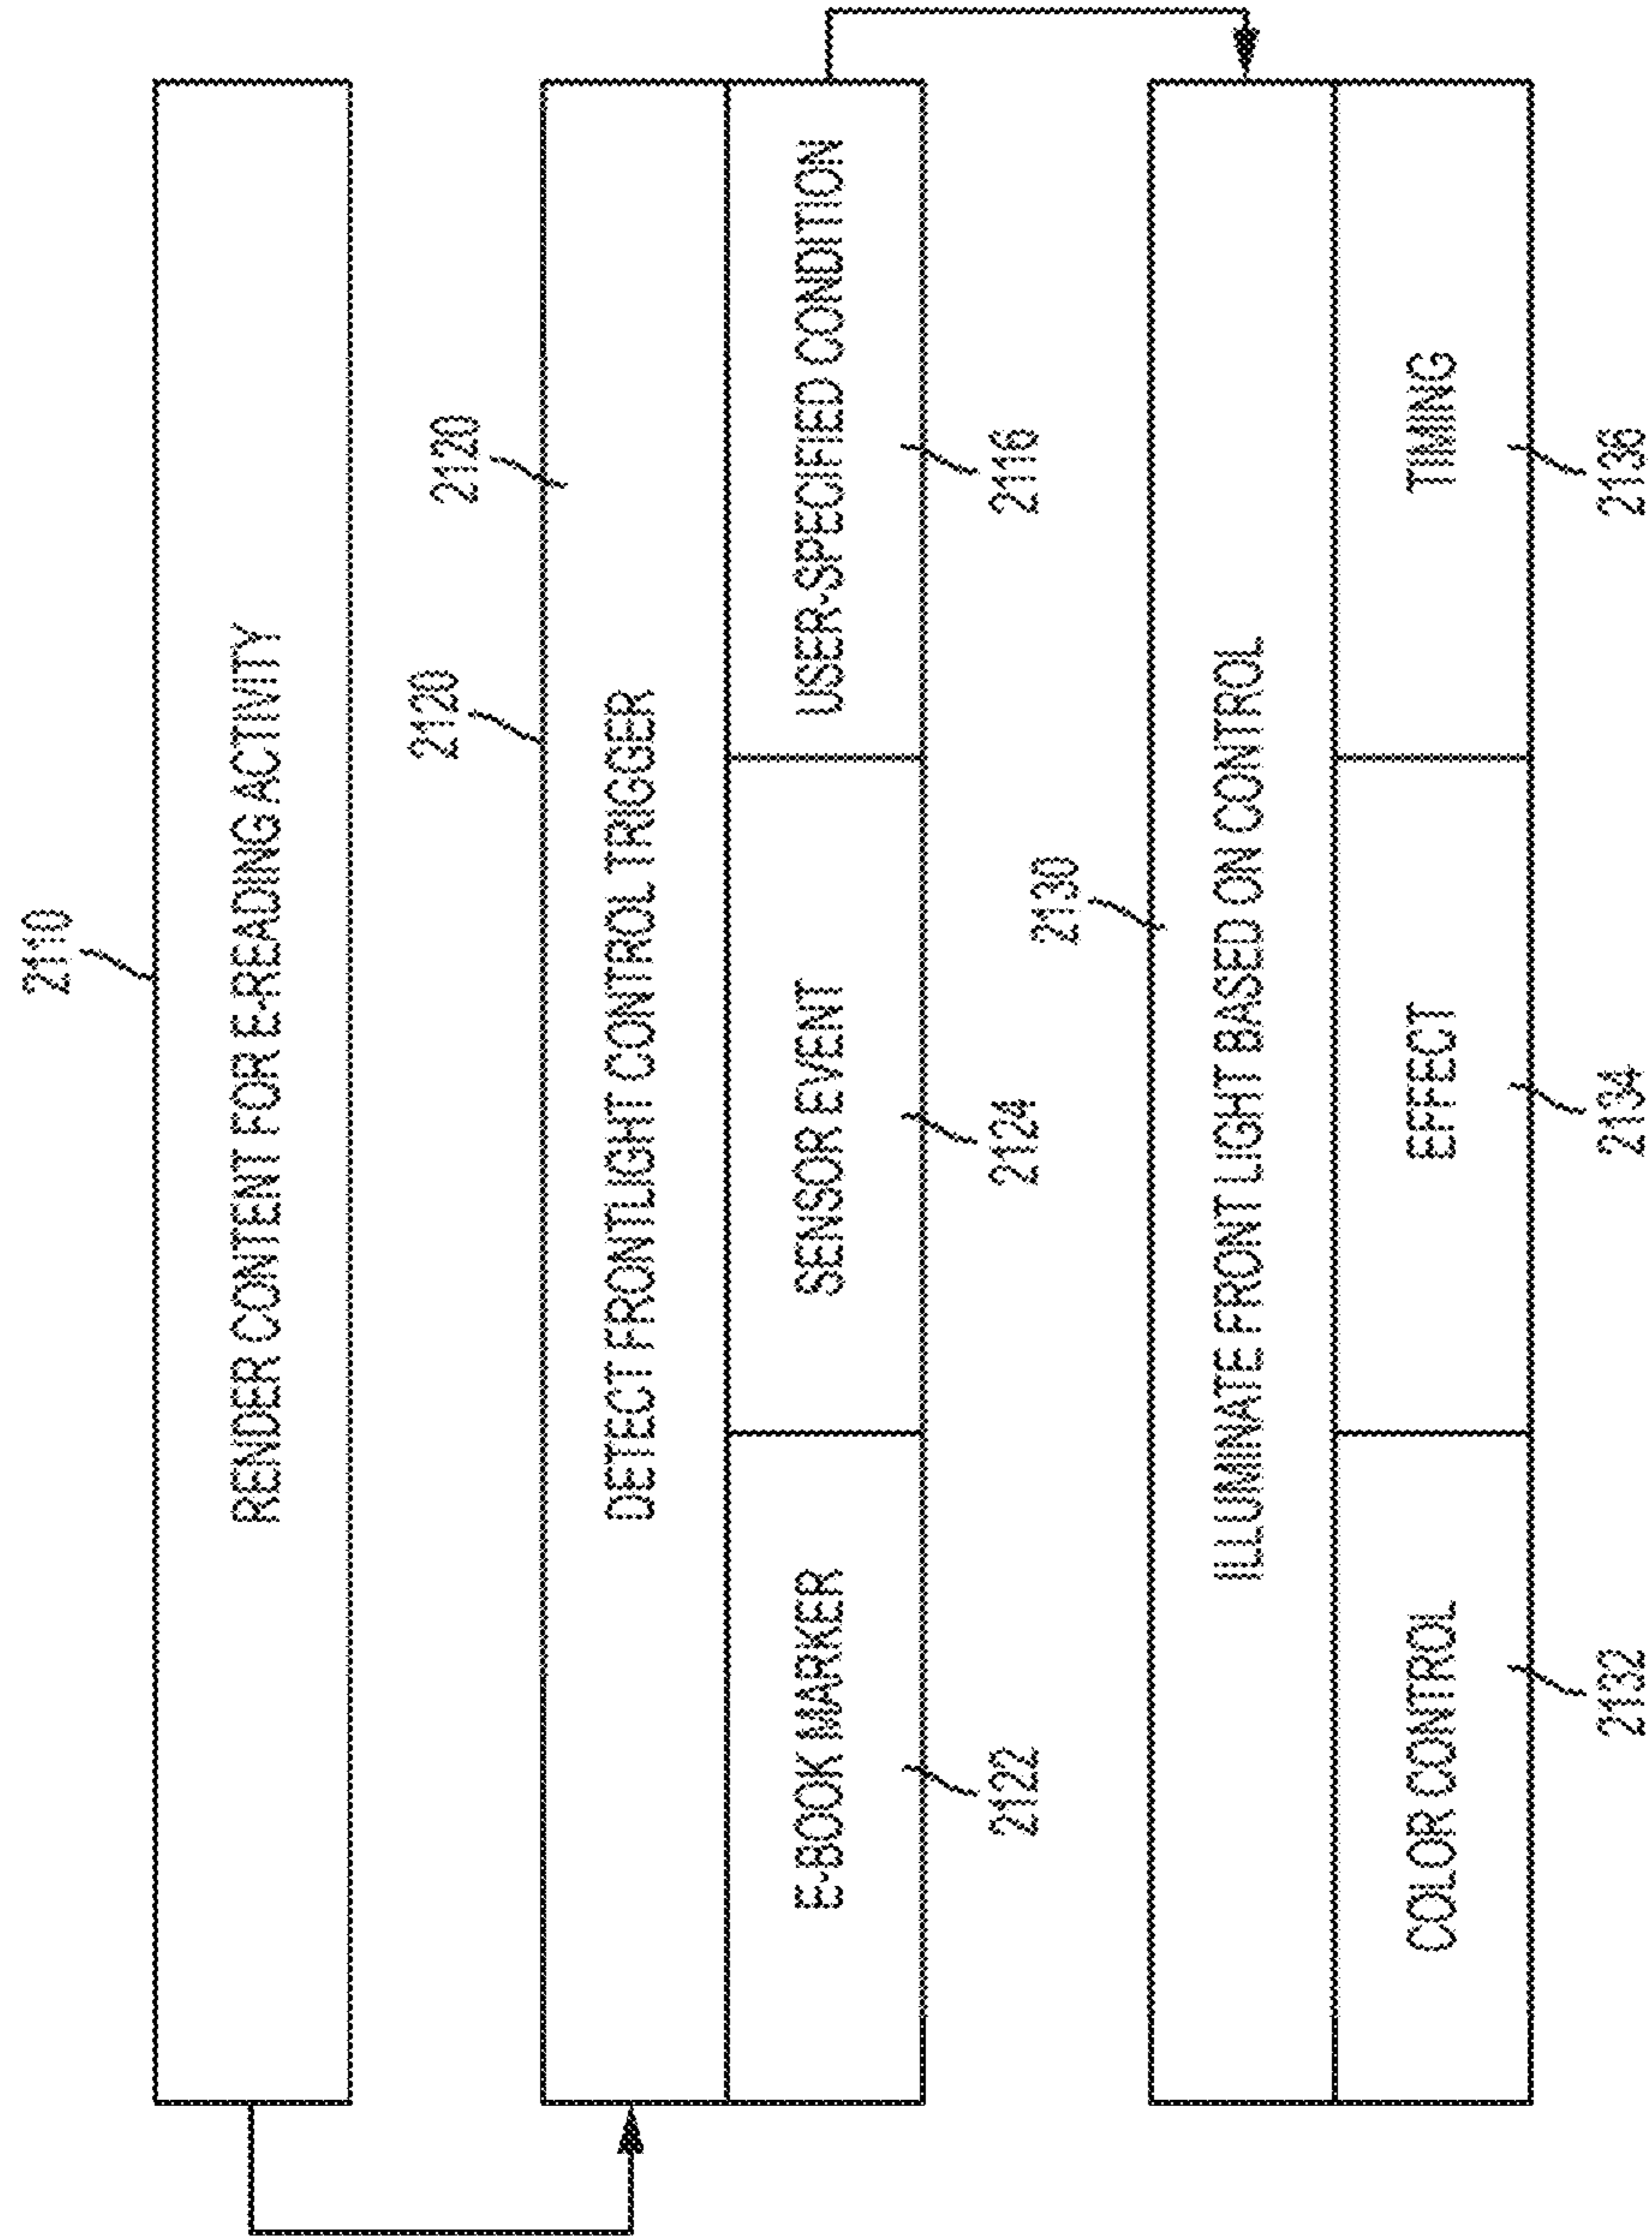 2110
RENDER CONTENT FOR E-READING ACTIVITY
2120
2120
DETECT FRONTLIGHT CONTROL TRIGGER
E-BOOK MARKER
SENSOR EVENT
USER-SPECIFIED CONDITION
2122
2124
2116
2130
ILLUMINATE FRONT LIGHT BASED ON CONTROL
COLOR CONTROL
EFFECT
TIMING
2132
2134
2136